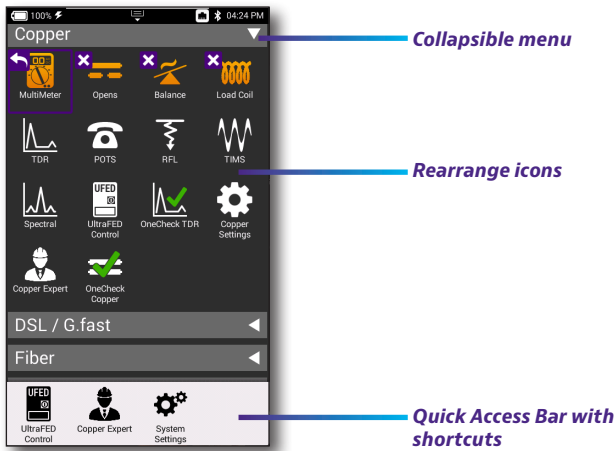 100% 04:24 PM
Copper
Collapsible menu
MultiMeter Opens Balance Load Coil
TDR POTS RFL TIMS
Rearrange icons
UFED
Spectral UltraFED Control OneCheck TDR Copper Settings
Copper Expert OneCheck Copper
DSL / G.fast
Fiber
UFED
UltraFED Control Copper Expert System Settings
Quick Access Bar with
shortcuts